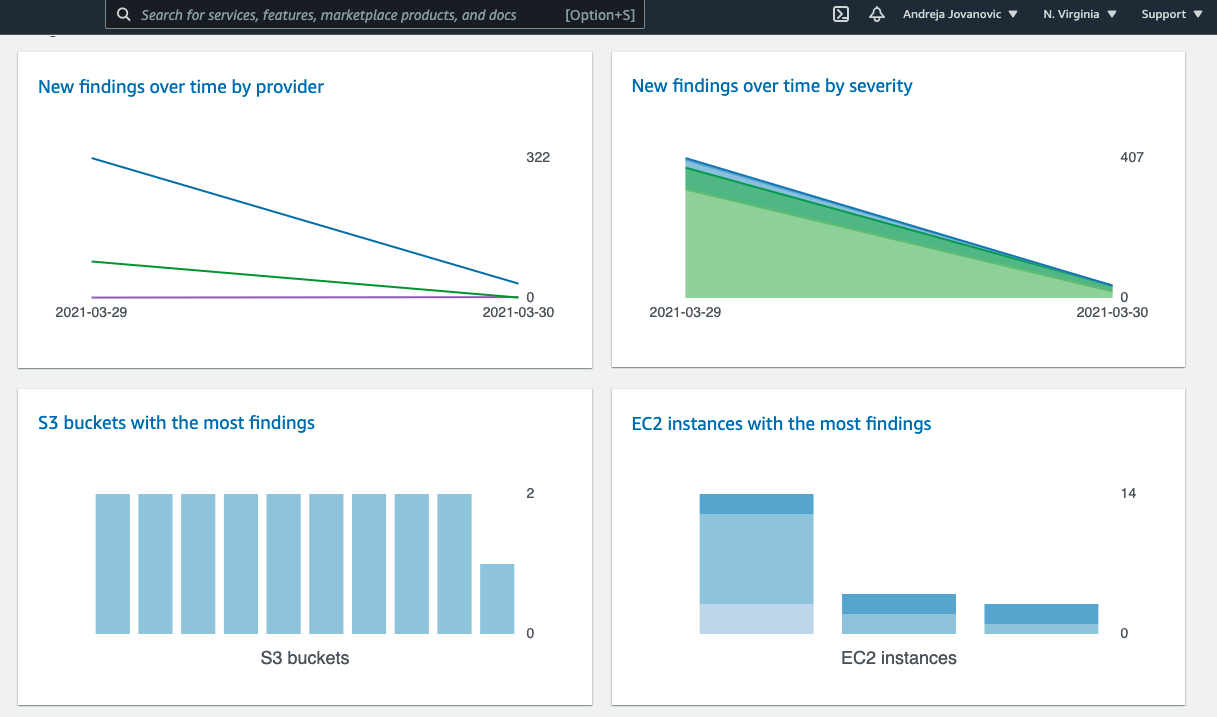 Search for services, features, marketplace products, and docs [Option+S] Andreja Jovanovic ▼ N. Virginia ▼ Support ▼
New findings over time by provider
322
0
2021-03-29 2021-03-30
New findings over time by severity
407
0
2021-03-29 2021-03-30
S3 buckets with the most findings
2
0
S3 buckets
EC2 instances with the most findings
14
0
EC2 instances